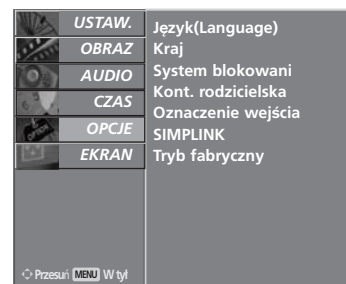 USTAW.
OBRAZ
AUDIO
CZAS
OPCJE
EKRAN
Język(Language)
Kraj
System blokowani
Kont. rodzicielska
Oznaczenie wejścia
SIMPLINK
Tryb fabryczny
Przesuń MENU W tył